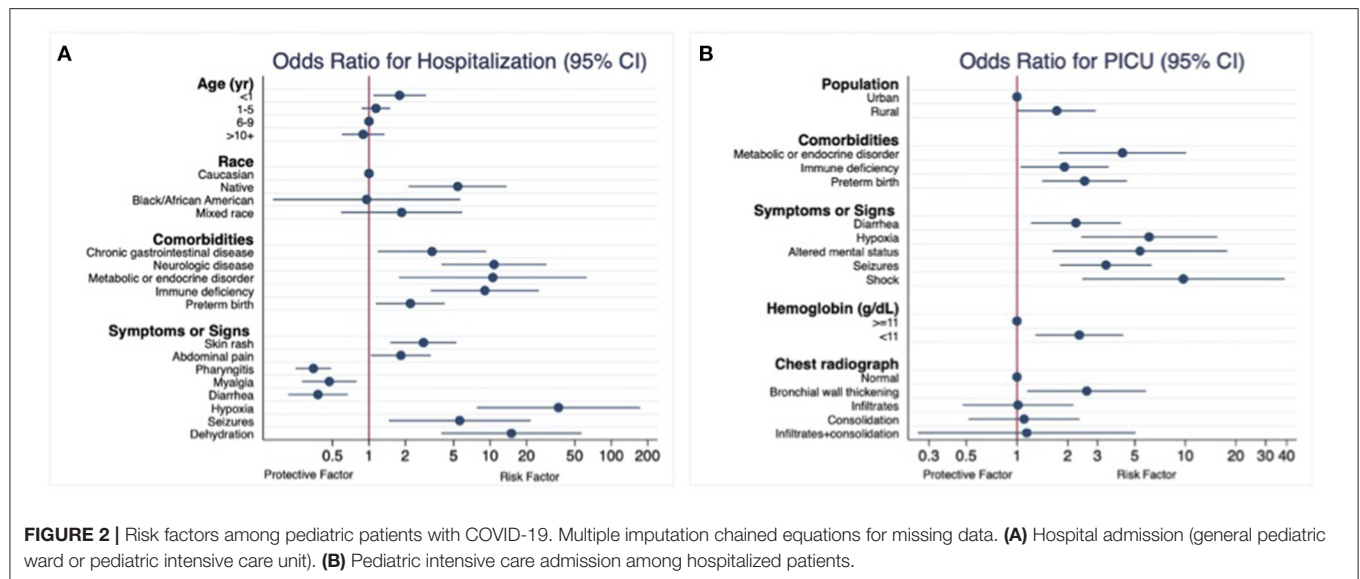 A
Odds Ratio for Hospitalization (95% CI)
Age (yr)
<1
1-5
6-9
>10+
Race
Caucasian
Native
Black/African American
Mixed race
Comorbidities
Chronic gastrointestinal disease
Neurologic disease
Metabolic or endocrine disorder
Immune deficiency
Preterm birth
Symptoms or Signs
Skin rash
Abdominal pain
Pharyngitis
Myalgia
Diarrhea
Hypoxia
Seizures
Dehydration
0.5 1 2 5 10 20 50 100 200
Protective Factor Risk Factor
B
Odds Ratio for PICU (95% CI)
Population
Urban
Rural
Comorbidities
Metabolic or endocrine disorder
Immune deficiency
Preterm birth
Symptoms or Signs
Diarrhea
Hypoxia
Altered mental status
Seizures
Shock
Hemoglobin (g/dL)
>=11
<11
Chest radiograph
Normal
Bronchial wall thickening
Infiltrates
Consolidation
Infiltrates+consolidation
0.3 0.5 1 2 3 5 10 20 30 40
Protective Factor Risk Factor
FIGURE 2 | Risk factors among pediatric patients with COVID-19. Multiple imputation chained equations for missing data. (A) Hospital admission (general pediatric
ward or pediatric intensive care unit). (B) Pediatric intensive care admission among hospitalized patients.